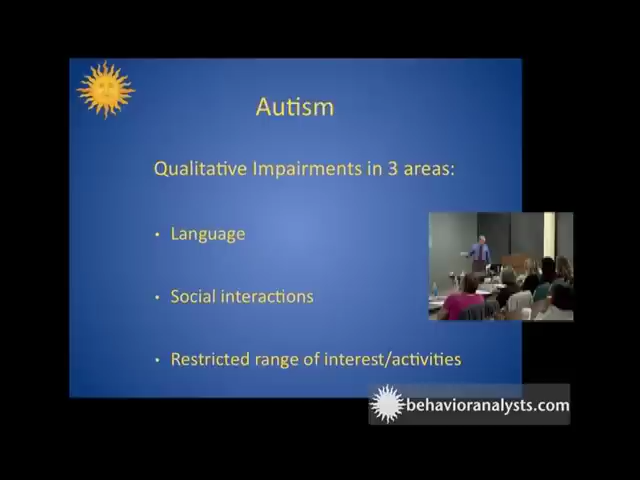 Autism
Qualitative Impairments in 3 areas:
• Language
• Social interactions
• Restricted range of interest/activities
behavioranalysts.com